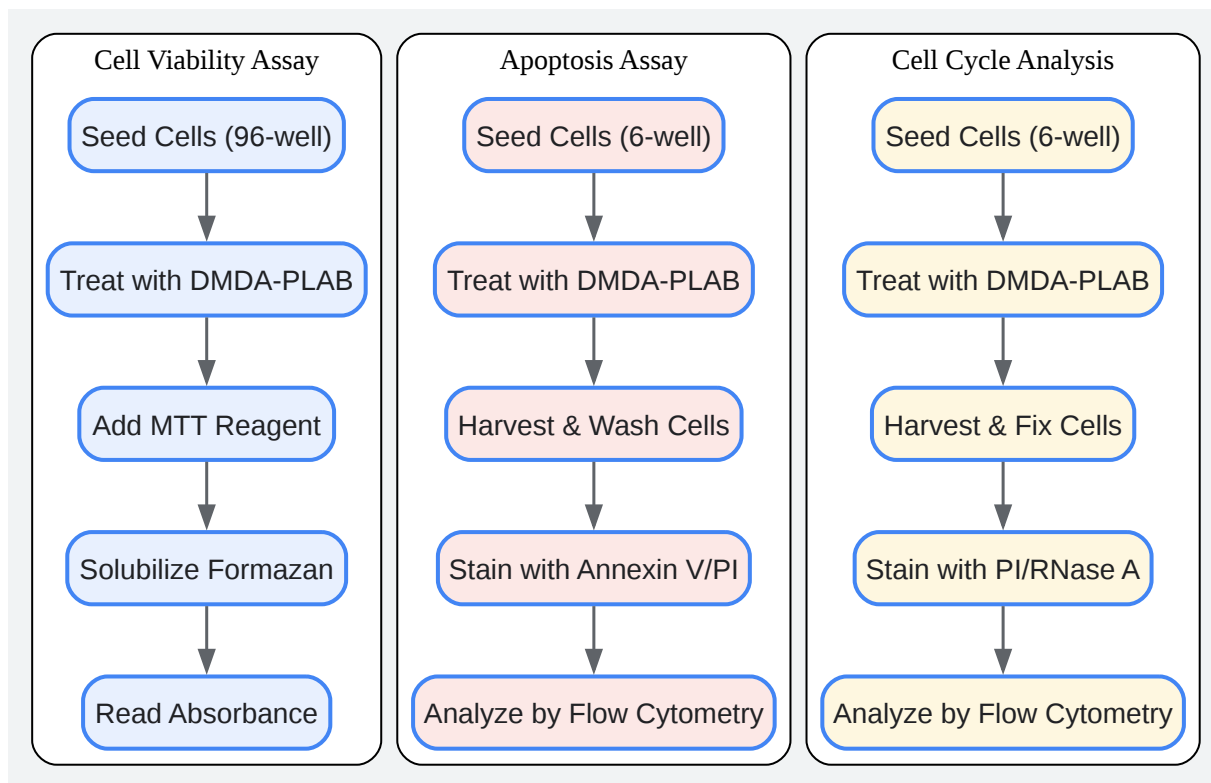 Cell Viability Assay
Seed Cells (96-well)
Treat with DMDA-PLAB
Add MTT Reagent
Solubilize Formazan
Read Absorbance
Apoptosis Assay
Seed Cells (6-well)
Treat with DMDA-PLAB
Harvest & Wash Cells
Stain with Annexin V/PI
Analyze by Flow Cytometry
Cell Cycle Analysis
Seed Cells (6-well)
Treat with DMDA-PLAB
Harvest & Fix Cells
Stain with PI/RNase A
Analyze by Flow Cytometry